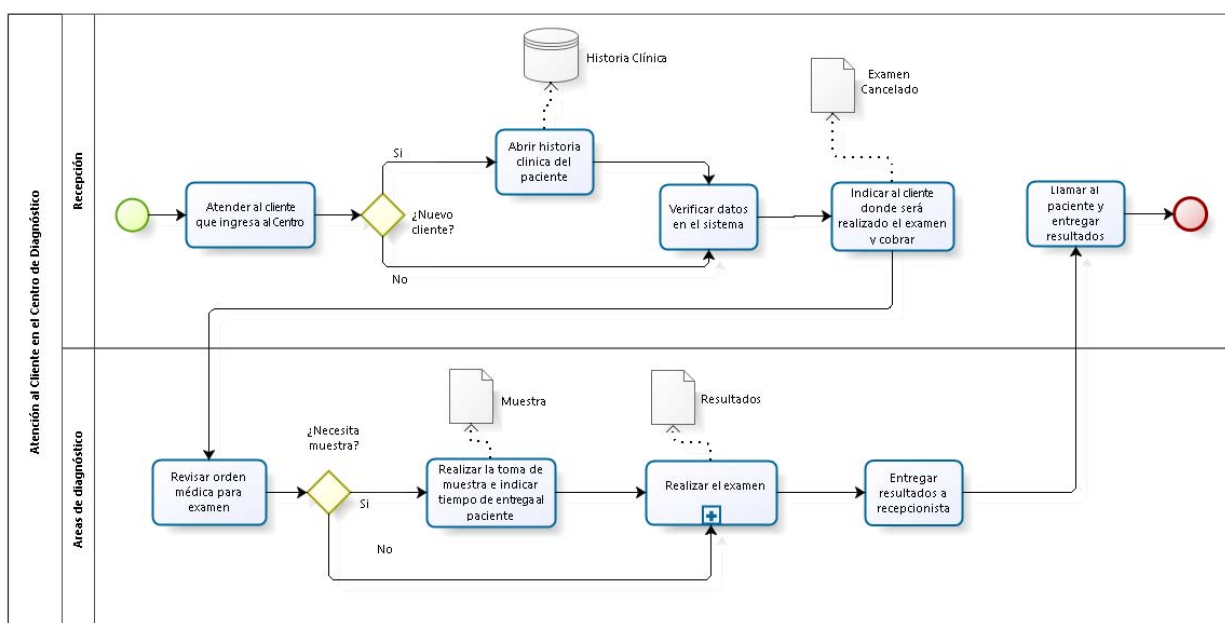 Atención al Cliente en el Centro de Diagnóstico
Recepción
Atender al cliente
que ingresa al Centro
¿Nuevo
cliente?
Si
No
Abrir historia
clinica del
paciente
Historia Clínica
Verificar datos
en el sistema
Indicar al cliente
donde será
realizado el examen
y cobrar
Examen
Cancelado
Llamar al
paciente y
entregar
resultados
Areas de diagnóstico
Revisar orden
médica para
examen
¿Necesita
muestra?
Si
No
Realizar la toma de
muestra e indicar
tiempo de entrega al
paciente
Muestra
Realizar el examen
Resultados
Entregar
resultados a
recepcionista